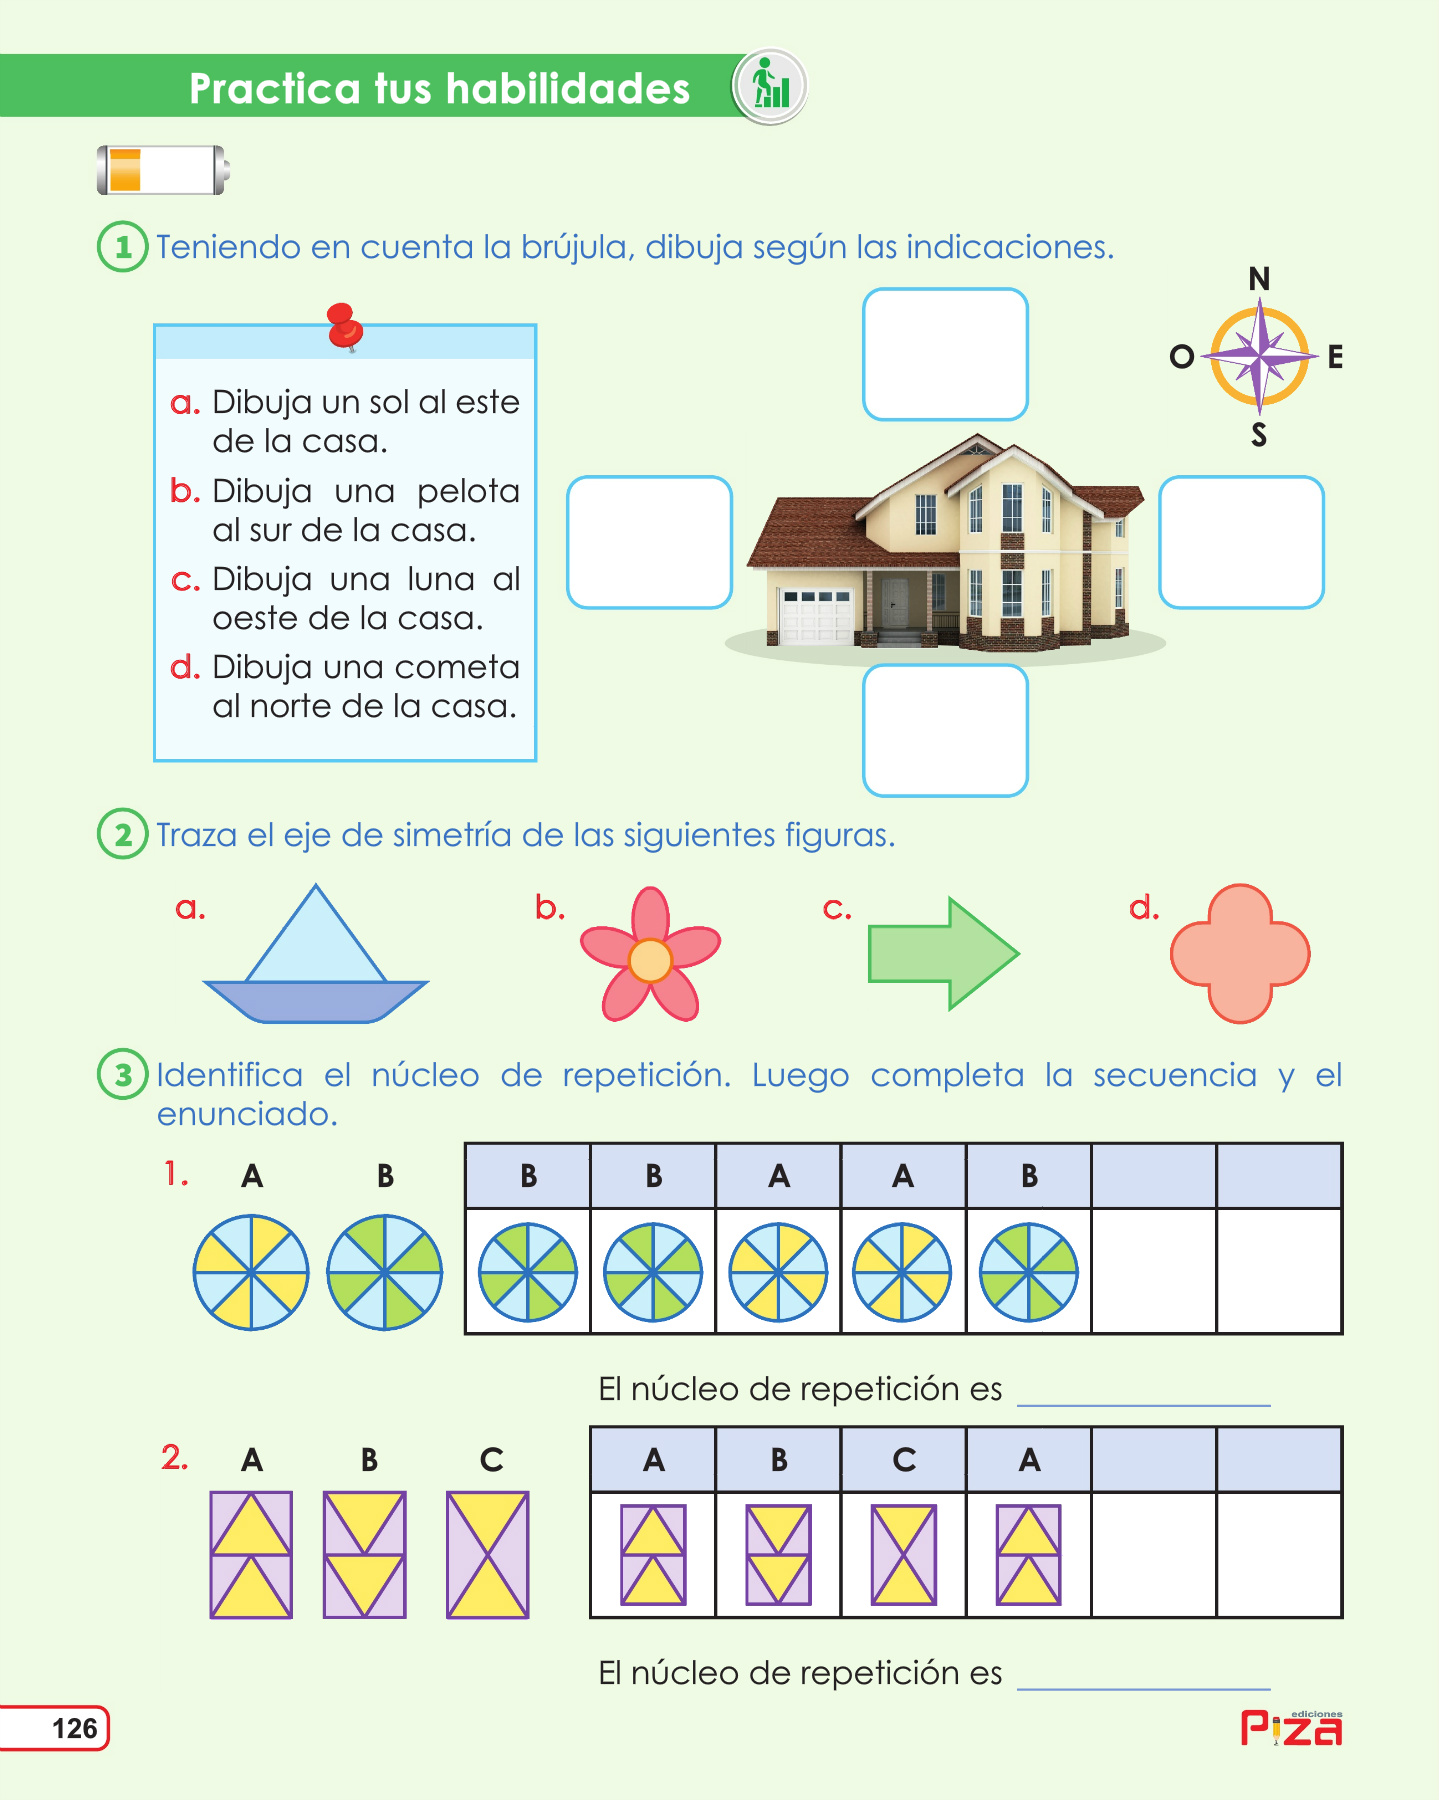 Practica tus habilidades
1 Teniendo en cuenta la brújula, dibuja según las indicaciones.
N
O E
S
a. Dibuja un sol al este
de la casa.
b. Dibuja una pelota
al sur de la casa.
c. Dibuja una luna al
oeste de la casa.
d. Dibuja una cometa
al norte de la casa.
2 Traza el eje de simetría de las siguientes figuras.
a. b. c. d.
3 Identifica el núcleo de repetición. Luego completa la secuencia y el
enunciado.
1. A B B B A A B
El núcleo de repetición es
2. A B C A B C A
El núcleo de repetición es
126
ediciones
Piza